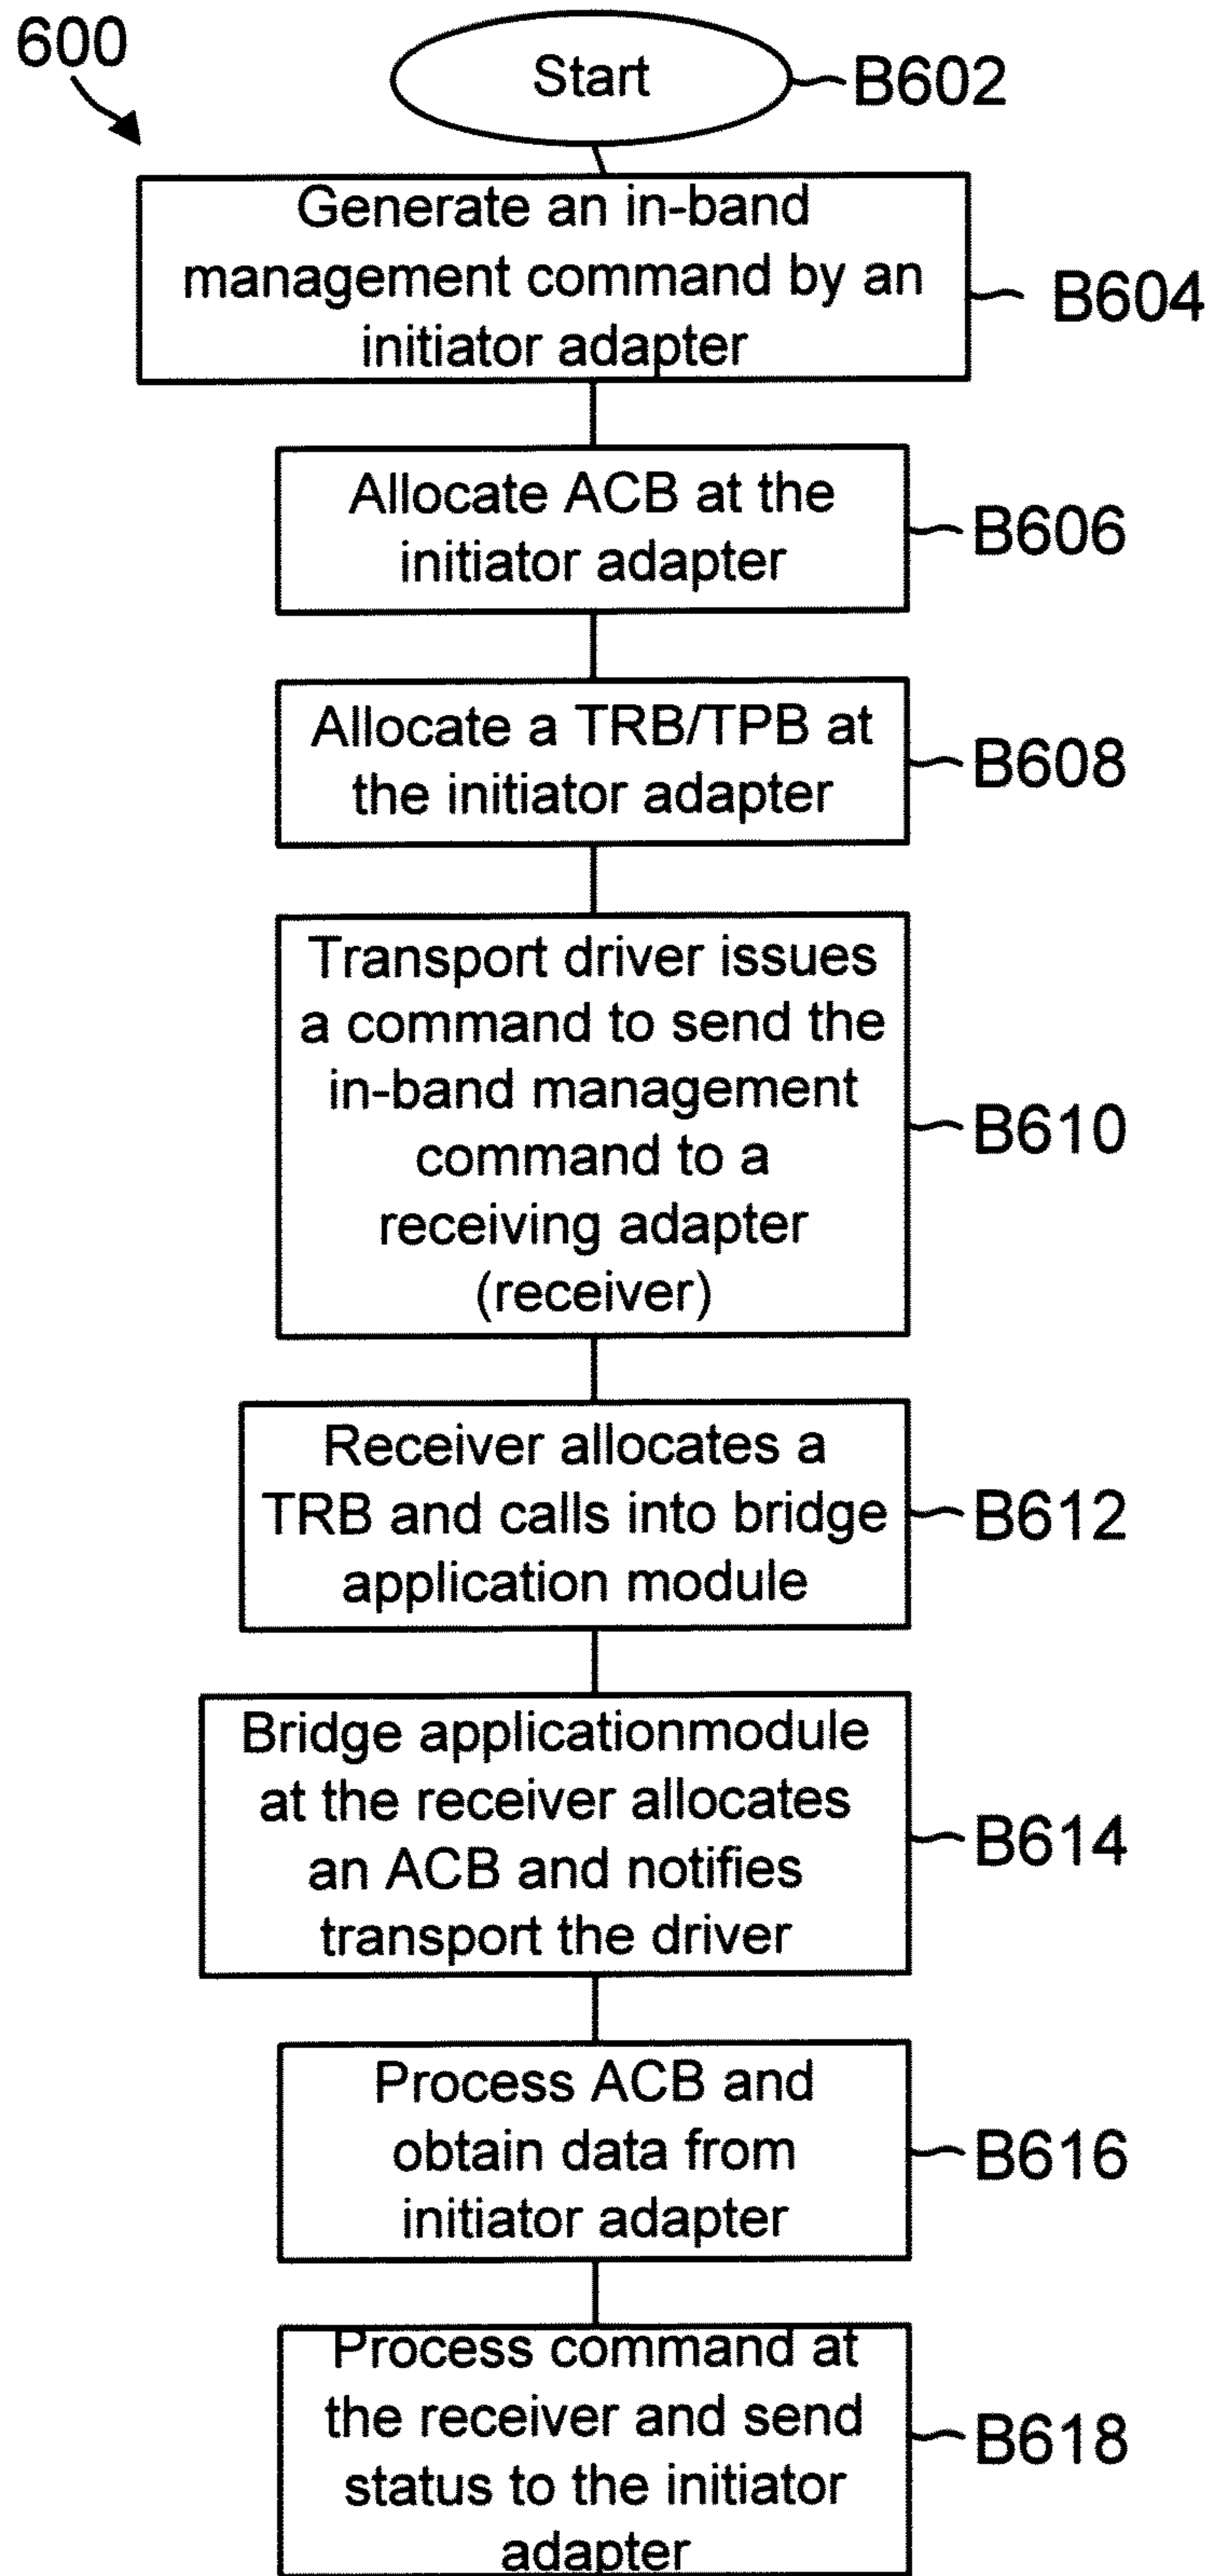 600
Start
B602
Generate an in-band
management command by an
initiator adapter
B604
Allocate ACB at the
initiator adapter
B606
Allocate a TRB/TPB at
the initiator adapter
B608
Transport driver issues
a command to send the
in-band management
command to a
receiving adapter
(receiver)
B610
Receiver allocates a
TRB and calls into bridge
application module
B612
Bridge applicationmodule
at the receiver allocates
an ACB and notifies
transport the driver
B614
Process ACB and
obtain data from
initiator adapter
B616
Process command at
the receiver and send
status to the initiator
adapter
B618